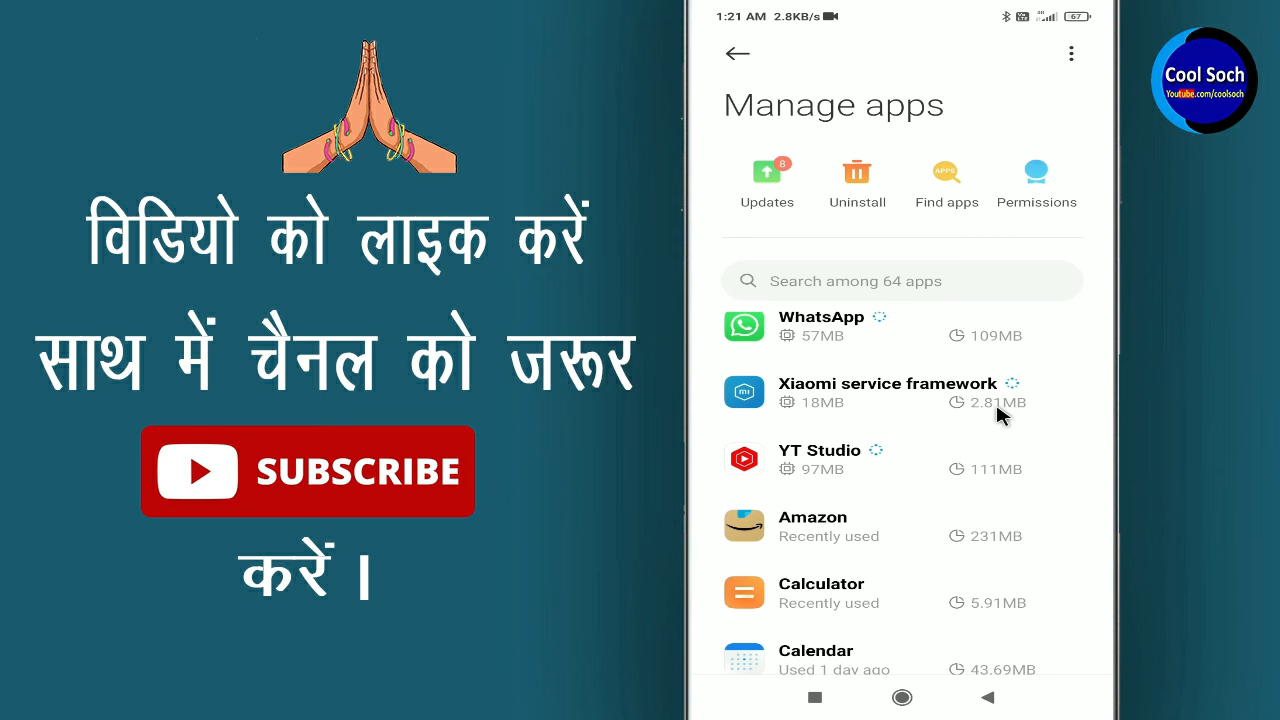 विडियो को लाइक करें
साथ में चैनल को जरूर
SUBSCRIBE
करें ।
1:21 AM 2.8KB/s
67
Manage apps
8
APPS
Updates Uninstall Find apps Permissions
Search among 64 apps
WhatsApp
57MB 109MB
mi
Xiaomi service framework
18MB 2.81MB
YT Studio
97MB 111MB
Amazon
Recently used 231MB
Calculator
Recently used 5.91MB
Calendar
Used 1 day ago 43.69MB
Cool Soch
Youtube.com/coolsoch